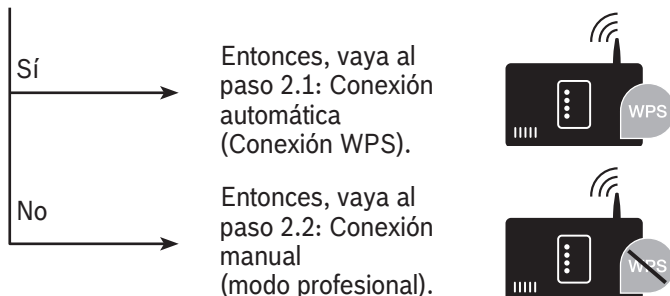 Sí
Entonces, vaya al
paso 2.1: Conexión
automática
(Conexión WPS).
WPS
No
Entonces, vaya al
paso 2.2: Conexión
manual
(modo profesional).
WPS